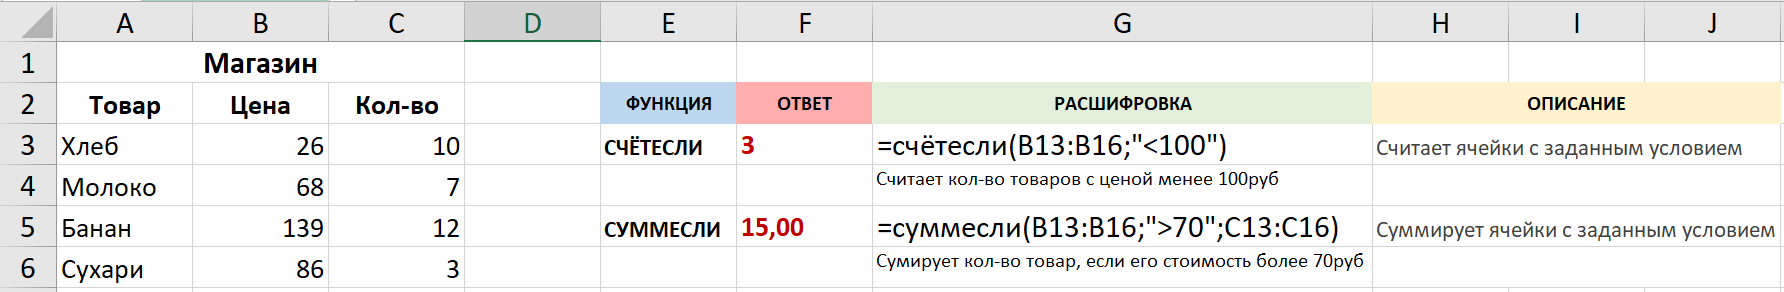 A B C D E F G H I J
1 Магазин
2 Товар Цена Кол-во ФУНКЦИЯ ОТВЕТ РАСШИФРОВКА ОПИСАНИЕ
3 Хлеб 26 10 СЧЁТЕСЛИ 3 =счётесли(B13:B16;"<100") Считает ячейки с заданным условием
4 Молоко 68 7 Считает кол-во товаров с ценой менее 100руб
5 Банан 139 12 СУММЕСЛИ 15,00 =суммесли(B13:B16;">70";C13:C16) Суммирует ячейки с заданным условием
6 Сухари 86 3 Сумирует кол-во товар, если его стоимость более 70руб